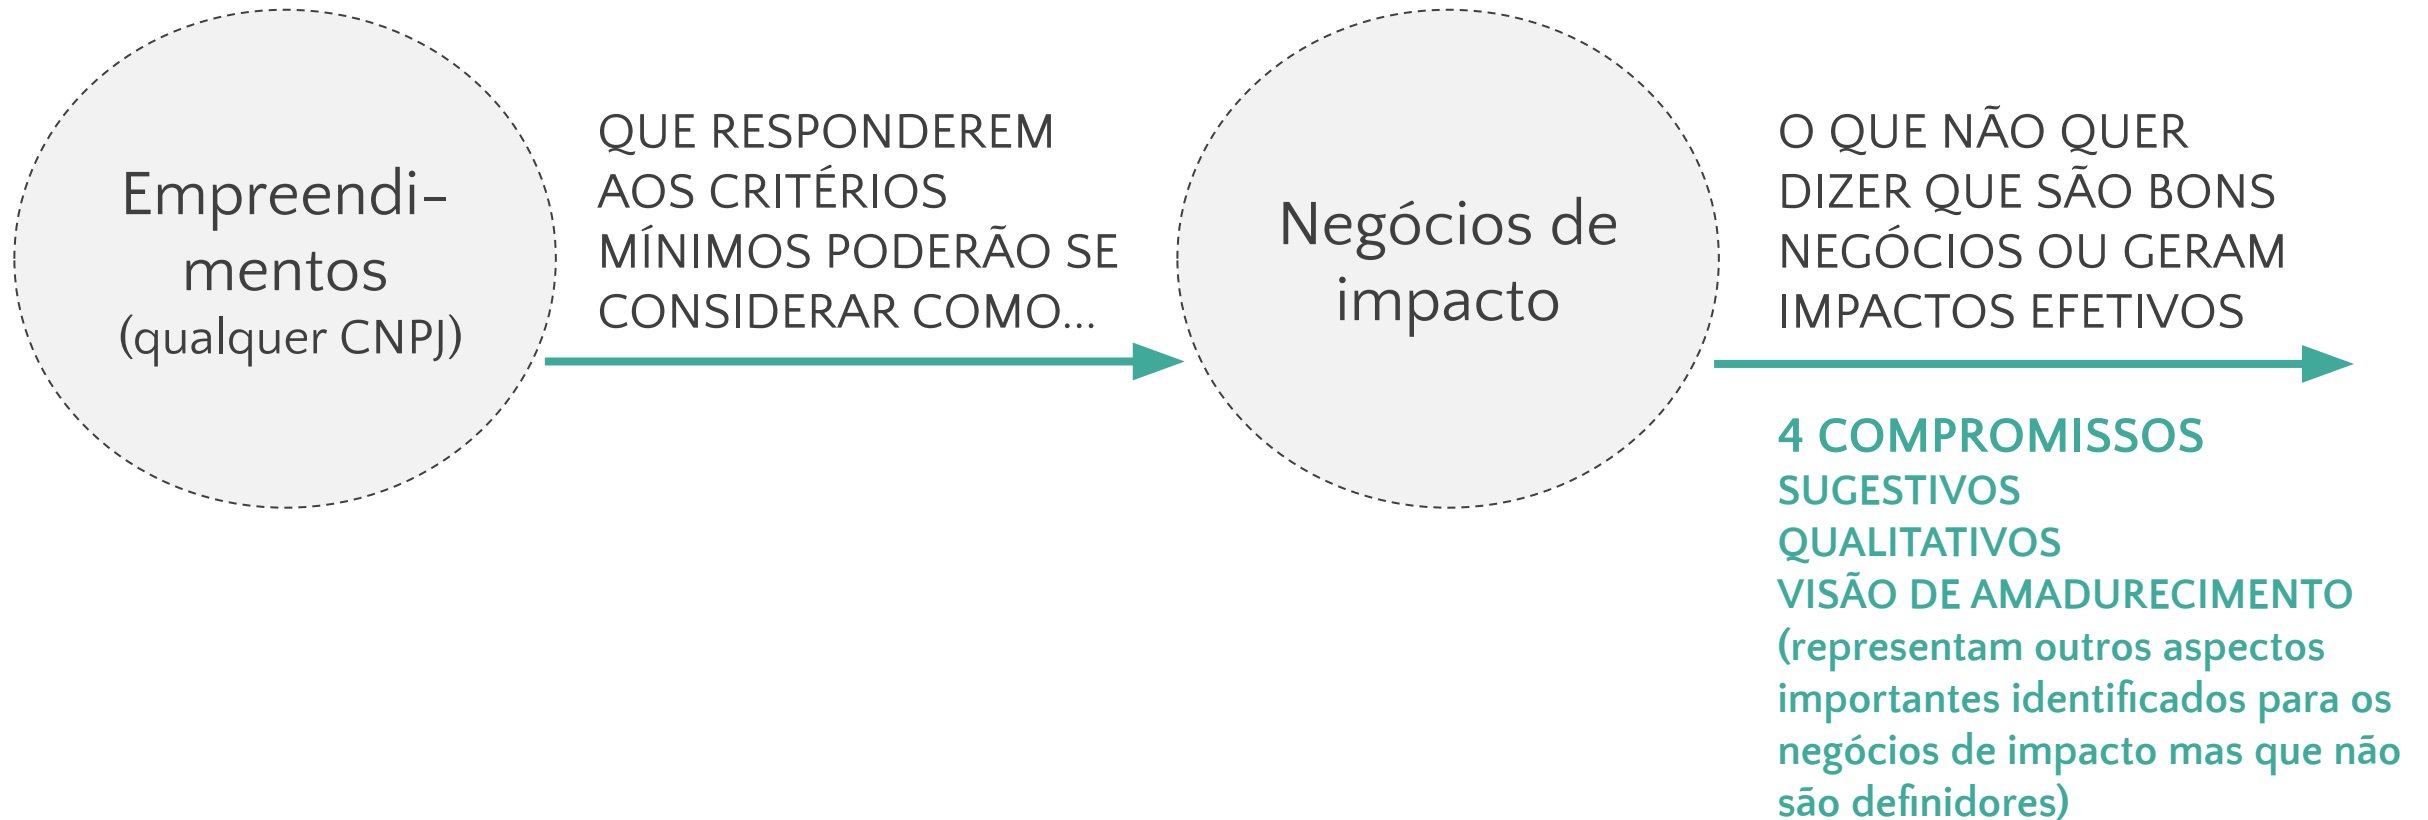 Empreendi-
mentos
(qualquer CNPJ)
QUE RESPONDEREM
AOS CRITÉRIOS
MÍNIMOS PODERÃO SE
CONSIDERAR COMO...
Negócios de
impacto
O QUE NÃO QUER
DIZER QUE SÃO BONS
NEGÓCIOS OU GERAM
IMPACTOS EFETIVOS
4 COMPROMISSOS
SUGESTIVOS
QUALITATIVOS
VISÃO DE AMADURECIMENTO
(representam outros aspectos
importantes identificados para os
negócios de impacto mas que não
são definidores)